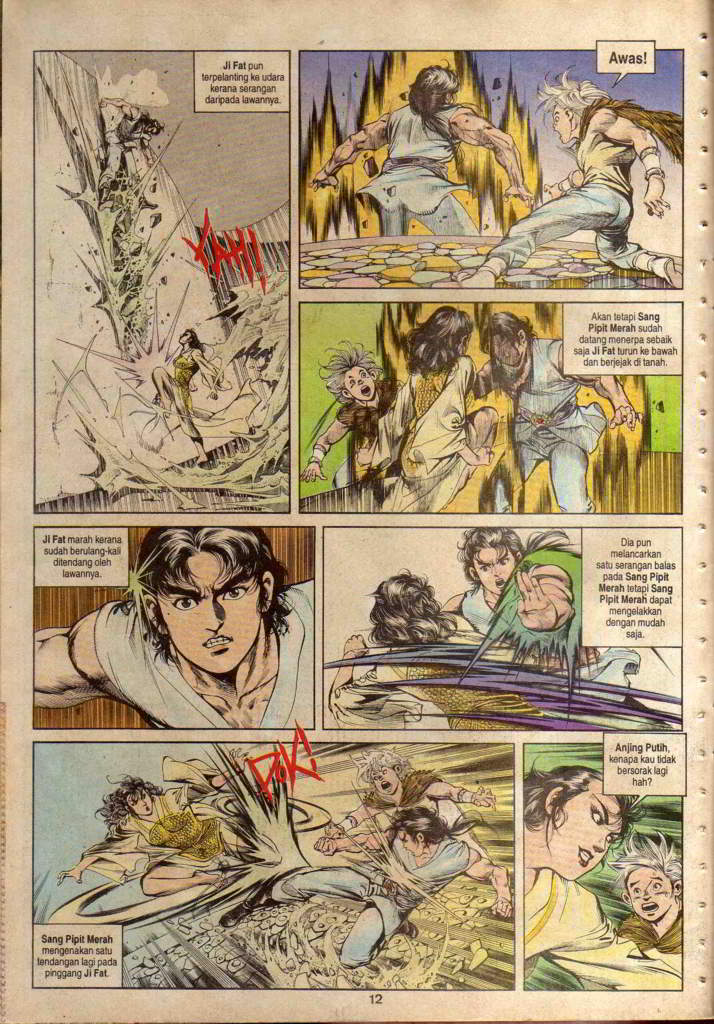 Ji Fat pun
terpelanting ke udara
kerana serangan
daripada lawannya.
XAH!
Awas!
Akan tetapi Sang
Pipit Merah sudah
datang menerpa sebaik
saja Ji Fat turun ke bawah
dan berjejak di tanah.
Ji Fat marah kerana
sudah berulang-kali
ditendang oleh
lawannya.
Dia pun
melancarkan
satu serangan balas
pada Sang Pipit
Merah tetapi Sang
Pipit Merah dapat
mengelakkan
dengan mudah
saja.
POK!
Sang Pipit Merah
mengenakan satu
tendangan lagi pada
pinggang Ji Fat.
Anjing Putih,
kenapa kau tidak
bersorak lagi
hah?
12